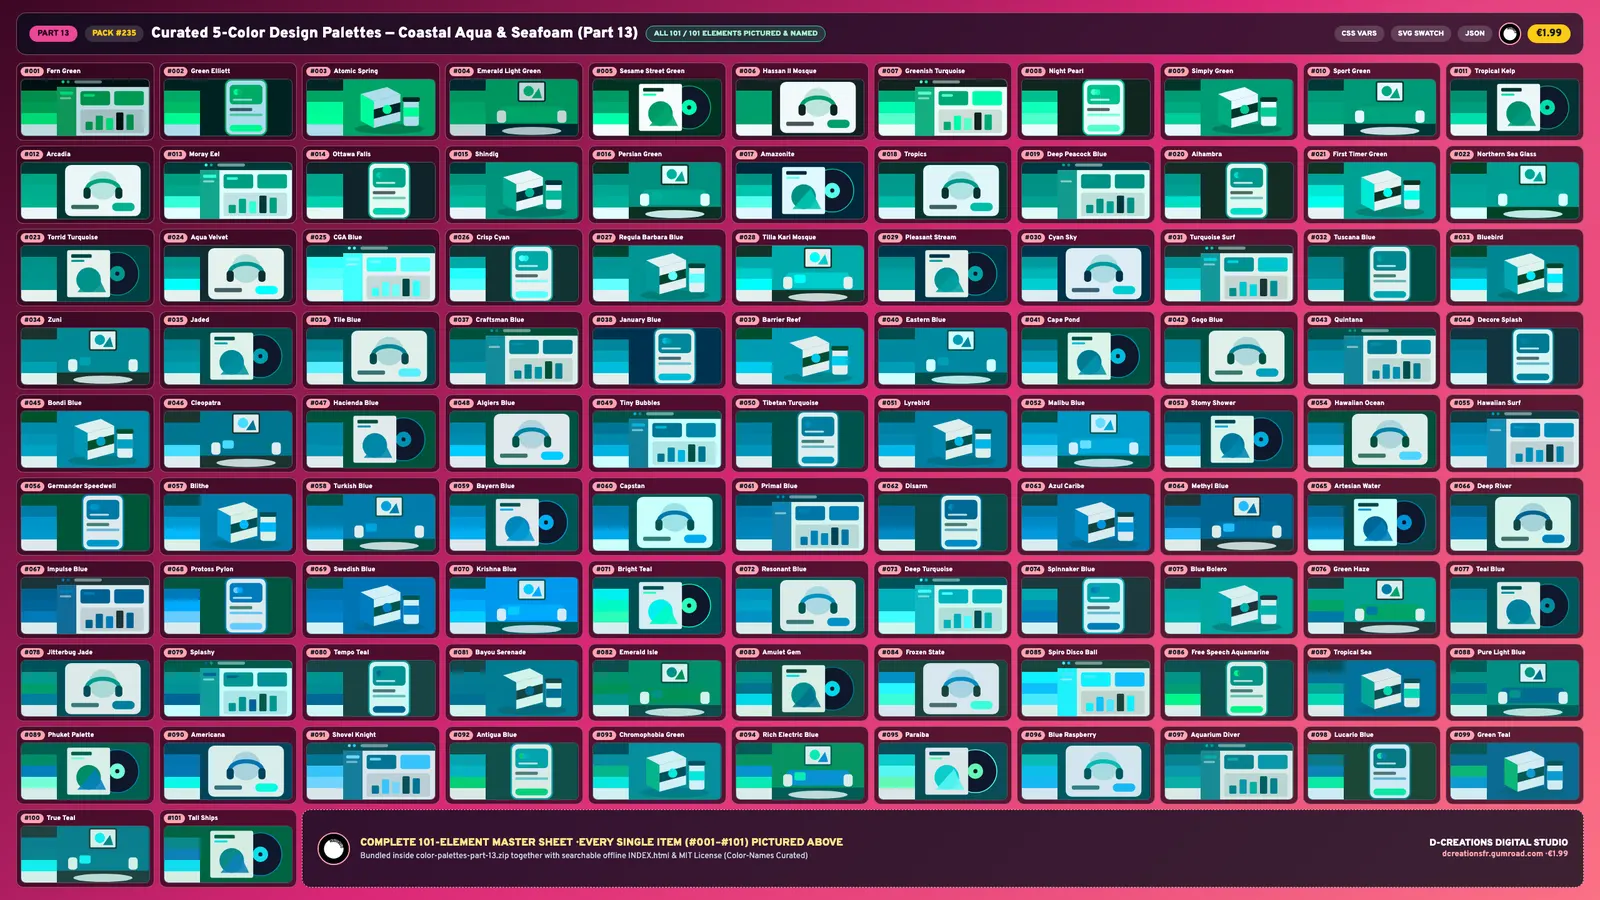 PART 13
PACK #235
Curated 5-Color Design Palettes – Coastal Aqua & Seafoam (Part 13)
ALL 101 / 101 ELEMENTS PICTURED & NAMED
CSS VARS
SVG SWATCH
JSON
€1.99
#001 Fern Green
#002 Green Elliott
#003 Atomic Spring
#004 Emerald Light Green
#005 Sesame Street Green
#006 Hassan II Mosque
#007 Greenish Turquoise
#008 Night Pearl
#009 Simply Green
#010 Sport Green
#011 Tropical Kelp
#012 Arcadia
#013 Moray Eel
#014 Ottawa Falls
#015 Shindig
#016 Persian Green
#017 Amazonite
#018 Tropics
#019 Deep Peacock Blue
#020 Alhambra
#021 First Timer Green
#022 Northern Sea Glass
#023 Torrid Turquoise
#024 Aqua Velvet
#025 CGA Blue
#026 Crisp Cyan
#027 Regula Barbara Blue
#028 Tilla Kari Mosque
#029 Pleasant Stream
#030 Cyan Sky
#031 Turquoise Surf
#032 Tuscana Blue
#033 Bluebird
#034 Zuni
#035 Jaded
#036 Tile Blue
#037 Craftsman Blue
#038 January Blue
#039 Barrier Reef
#040 Eastern Blue
#041 Cape Pond
#042 Gogo Blue
#043 Quintana
#044 Decore Splash
#045 Bondi Blue
#046 Cleopatra
#047 Hacienda Blue
#048 Algiers Blue
#049 Tiny Bubbles
#050 Tibetan Turquoise
#051 Lyrebird
#052 Malibu Blue
#053 Stomy Shower
#054 Hawaiian Ocean
#055 Hawaiian Surf
#056 Germander Speedwell
#057 Blithe
#058 Turkish Blue
#059 Bayern Blue
#060 Capstan
#061 Primal Blue
#062 Disarm
#063 Azul Caribe
#064 Methyl Blue
#065 Artesian Water
#066 Deep River
#067 Impulse Blue
#068 Protoss Pylon
#069 Swedish Blue
#070 Krishna Blue
#071 Bright Teal
#072 Resonant Blue
#073 Deep Turquoise
#074 Spinnaker Blue
#075 Blue Bolero
#076 Green Haze
#077 Teal Blue
#078 Jitterbug Jade
#079 Splashy
#080 Tempo Teal
#081 Bayou Serenade
#082 Emerald Isle
#083 Amulet Gem
#084 Frozen State
#085 Spiro Disco Ball
#086 Free Speech Aquamarine
#087 Tropical Sea
#088 Pure Light Blue
#089 Phuket Palette
#090 Americana
#091 Shovel Knight
#092 Antigua Blue
#093 Chromophobia Green
#094 Rich Electric Blue
#095 Paraiba
#096 Blue Raspberry
#097 Aquarium Diver
#098 Lucario Blue
#099 Green Teal
#100 True Teal
#101 Tall Ships
COMPLETE 101-ELEMENT MASTER SHEET · EVERY SINGLE ITEM (#001–#101) PICTURED ABOVE
Bundled inside color-palettes-part-13.zip together with searchable offline INDEX.html & MIT License (Color-Names Curated)
D-CREATIONS DIGITAL STUDIO
dcreationsfr.gumroad.com · €1.99